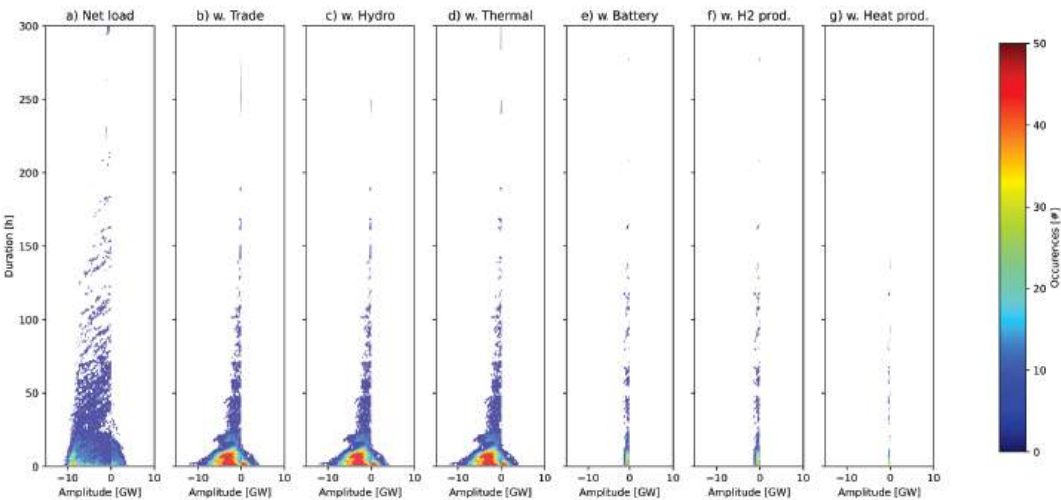 a) Net load b) w. Trade c) w. Hydro d) w. Thermal e) w. Battery f) w. H2 prod. g) w. Heat prod.
300
250
200
150
100
50
0
Duration [h]
−10 0 10 −10 0 10 −10 0 10 −10 0 10 −10 0 10 −10 0 10 −10 0 10
Amplitude [GW] Amplitude [GW] Amplitude [GW] Amplitude [GW] Amplitude [GW] Amplitude [GW] Amplitude [GW]
50
40
30
20
10
0
Occurences [#]